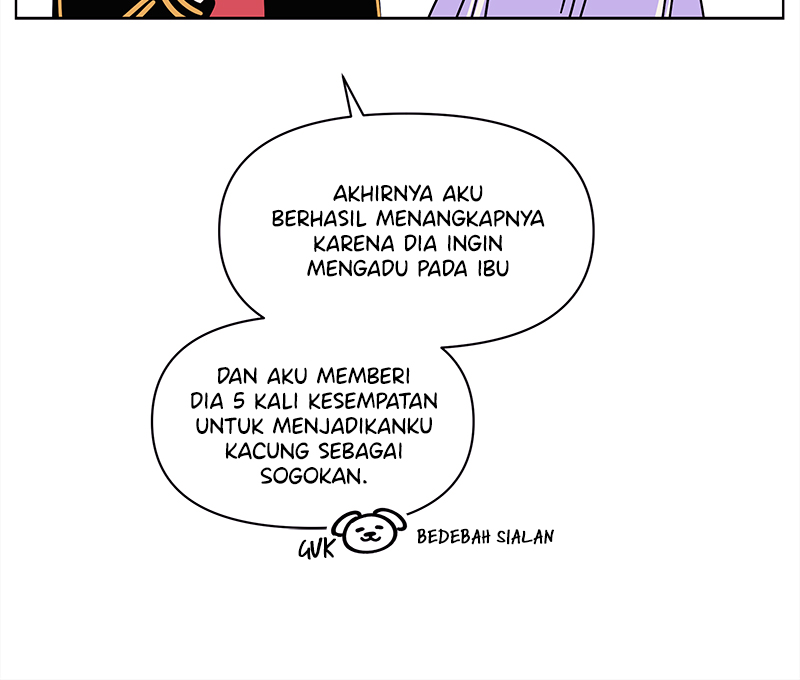 AKHIRNYA AKU
BERHASIL MENANGKAPNYA
KARENA DIA INGIN
MENGADU PADA IBU
DAN AKU MEMBERI
DIA 5 KALI KESEMPATAN
UNTUK MENJADIKANKU
KACUNG SEBAGAI
SOGOKAN.
GUK
BEDEBAH SIALAN